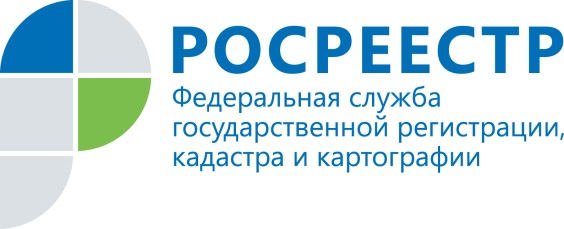 РОСРЕЕСТР
Федеральная служба
государственной регистрации,
кадастра и картографии